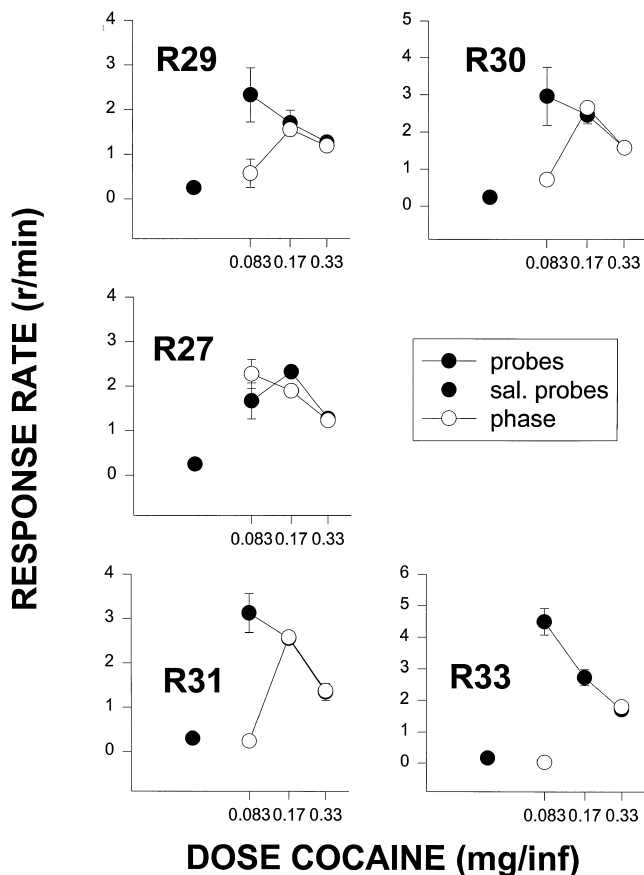 RESPONSE RATE (r/min)
R29
4
3
2
1
0
0.083 0.17 0.33
R30
5
4
3
2
1
0
0.083 0.17 0.33
R27
4
3
2
1
0
0.083 0.17 0.33
probes
sal. probes
phase
R31
4
3
2
1
0
0.083 0.17 0.33
R33
6
5
4
3
2
1
0
0.083 0.17 0.33
DOSE COCAINE (mg/inf)